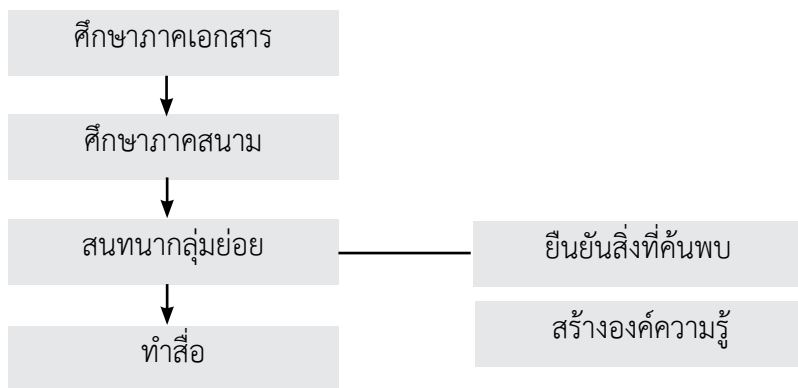 ศึกษาภาคเอกสาร
ศึกษาภาคสนาม
สนทนากลุ่มย่อย
ยืนยันสิ่งที่ค้นพบ
สร้างองค์ความรู้
ทำสื่อ